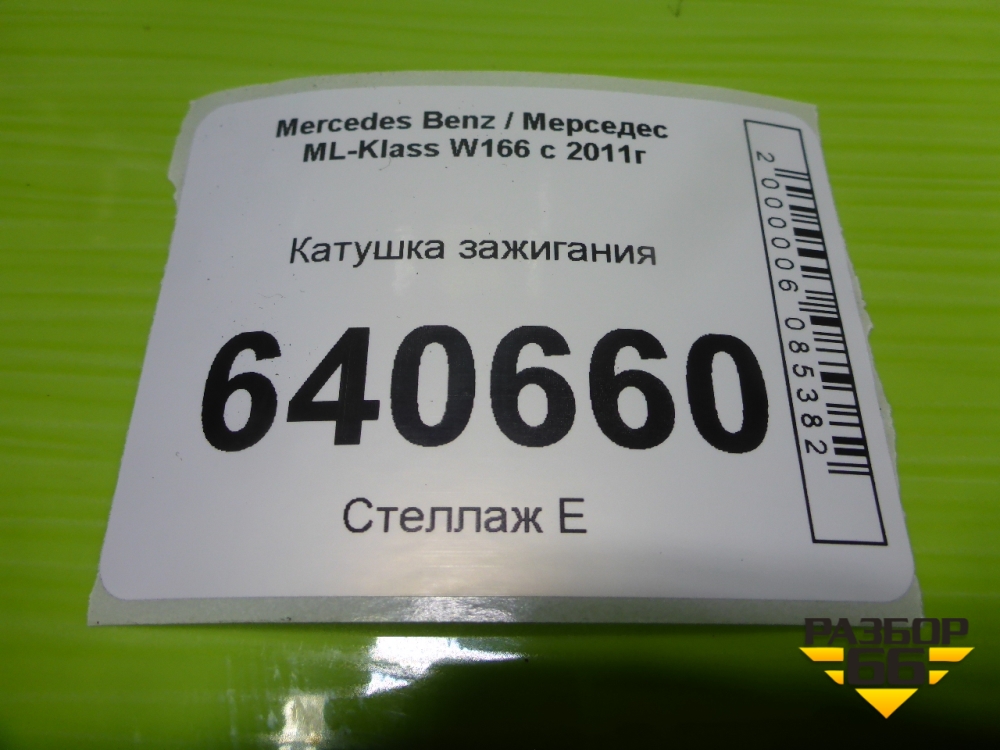 Mercedes Benz / Мерседес
ML-Klass W166 с 2011г
Катушка зажигания
640660
Стеллаж Е
2000006085382
РАЗБОР
66